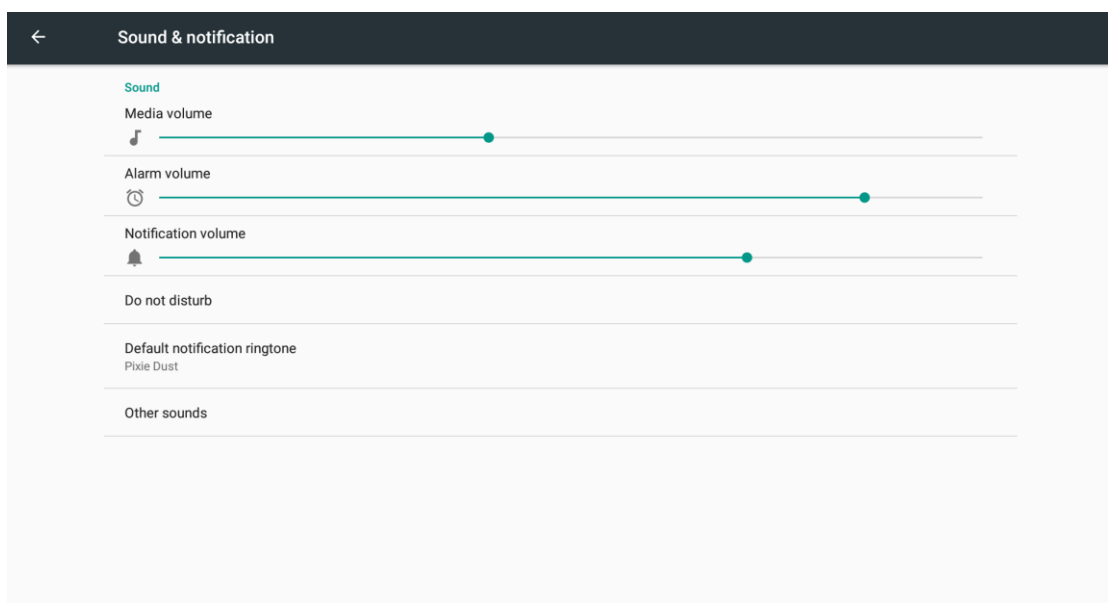 Sound & notification
Sound
Media volume
Alarm volume
Notification volume
Do not disturb
Default notification ringtone
Pixie Dust
Other sounds